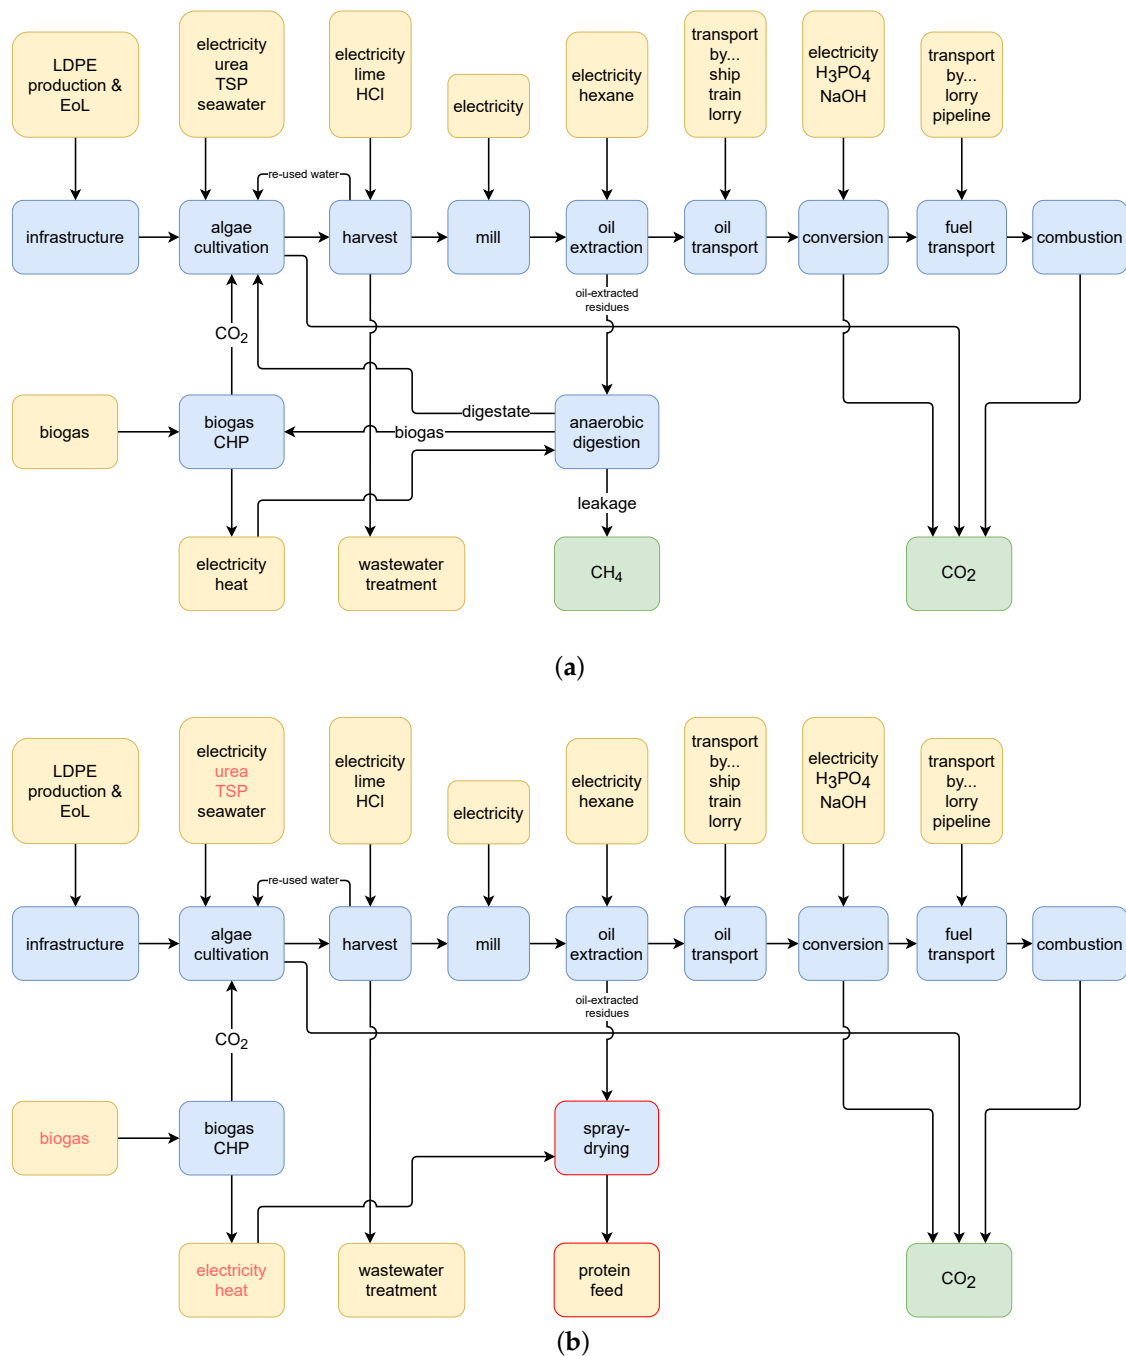 LDPE
production &
EoL
electricity
urea
TSP
seawater
electricity
lime
HCl
electricity
electricity
hexane
transport
by...
ship
train
lorry
electricity
H3PO4
NaOH
transport
by...
lorry
pipeline
re-used water
infrastructure
algae
cultivation
harvest
mill
oil
extraction
oil
transport
conversion
fuel
transport
combustion
oil-extracted
residues
CO2
digestate
biogas
biogas
biogas
CHP
anaerobic
digestion
leakage
electricity
heat
wastewater
treatment
CH4
CO2
(a)
LDPE
production &
EoL
electricity
urea
TSP
seawater
electricity
lime
HCl
electricity
electricity
hexane
transport
by...
ship
train
lorry
electricity
H3PO4
NaOH
transport
by...
lorry
pipeline
re-used water
infrastructure
algae
cultivation
harvest
mill
oil
extraction
oil
transport
conversion
fuel
transport
combustion
oil-extracted
residues
CO2
biogas
biogas
CHP
spray-
drying
electricity
heat
wastewater
treatment
protein
feed
CO2
(b)